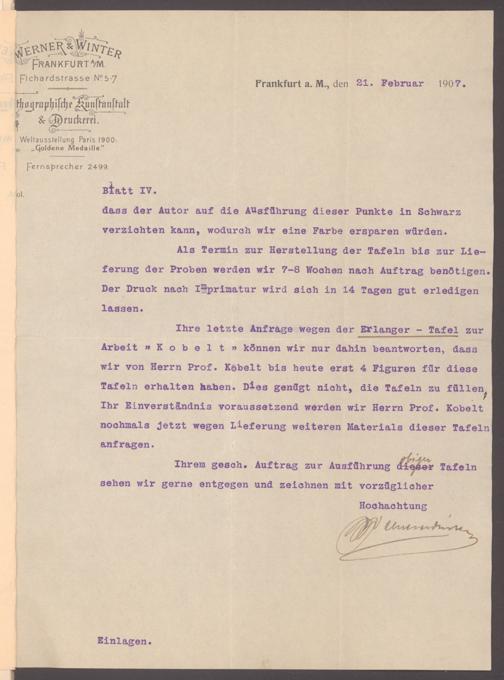 WERNER & WINTER
FRANKFURT A/M.
Fichardstrasse No 5-7
thographische Kunstanstalt
& Druckerei.
Weltausstellung Paris 1900:
„Goldene Medaille“
Fernsprecher 2499.
Frankfurt a. M., den 21. Februar 1907.
Blatt IV.
dass der Autor auf die Ausführung dieser Punkte in Schwarz
verzichten kann, wodurch wir eine Farbe ersparen würden.
Als Termin zur Herstellung der Tafeln bis zur Lie-
ferung der Proben werden wir 7-8 Wochen nach Auftrag benötigen.
Der Druck nach Imprimatur wird sich in 14 Tagen gut erledigen
lassen.
Ihre letzte Anfrage wegen der Erlanger - Tafel zur
Arbeit " K o b e l t " können wir nur dahin beantworten, dass
wir von Herrn Prof. Kobelt bis heute erst 4 Figuren für diese
Tafeln erhalten haben. Dies genügt nicht, die Tafeln zu füllen,
Ihr Einverständnis voraussetzend werden wir Herrn Prof. Kobelt
nochmals jetzt wegen Lieferung weiteren Materials dieser Tafeln
anfragen.
obiger
Ihrem gesch. Auftrag zur Ausführung dieser Tafeln
sehen wir gerne entgegen und zeichnen mit vorzüglicher
Hochachtung
Einlagen.